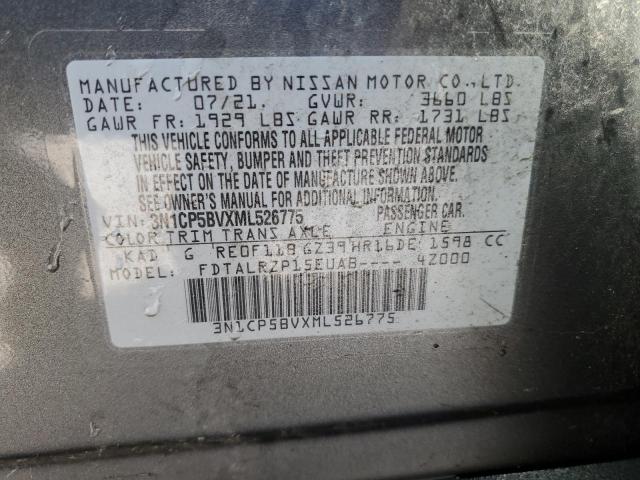 MANUFACTURED BY NISSAN MOTOR CO.,LTD.
DATE: 07/21. GVWR: 3660 LBS
GAWR FR: 1929 LBS GAWR RR: 1731 LBS
THIS VEHICLE CONFORMS TO ALL APPLICABLE FEDERAL MOTOR
VEHICLE SAFETY, BUMPER AND THEFT PREVENTION STANDARDS
IN EFFECT ON THE DATE OF MANUFACTURE SHOWN ABOVE.
SEE OWNER'S MANUAL FOR ADDITIONAL INFORMATION.
VIN: 3N1CP5BVXML526775 PASSENGER CAR.
COLOR TRIM TRANS AXLE ENGINE
KAD G RE0F11B GZ39 HR16DE 1598 CC
FDTALRZP15EUAB---- 4Z000
3N1CP5BVXML526775